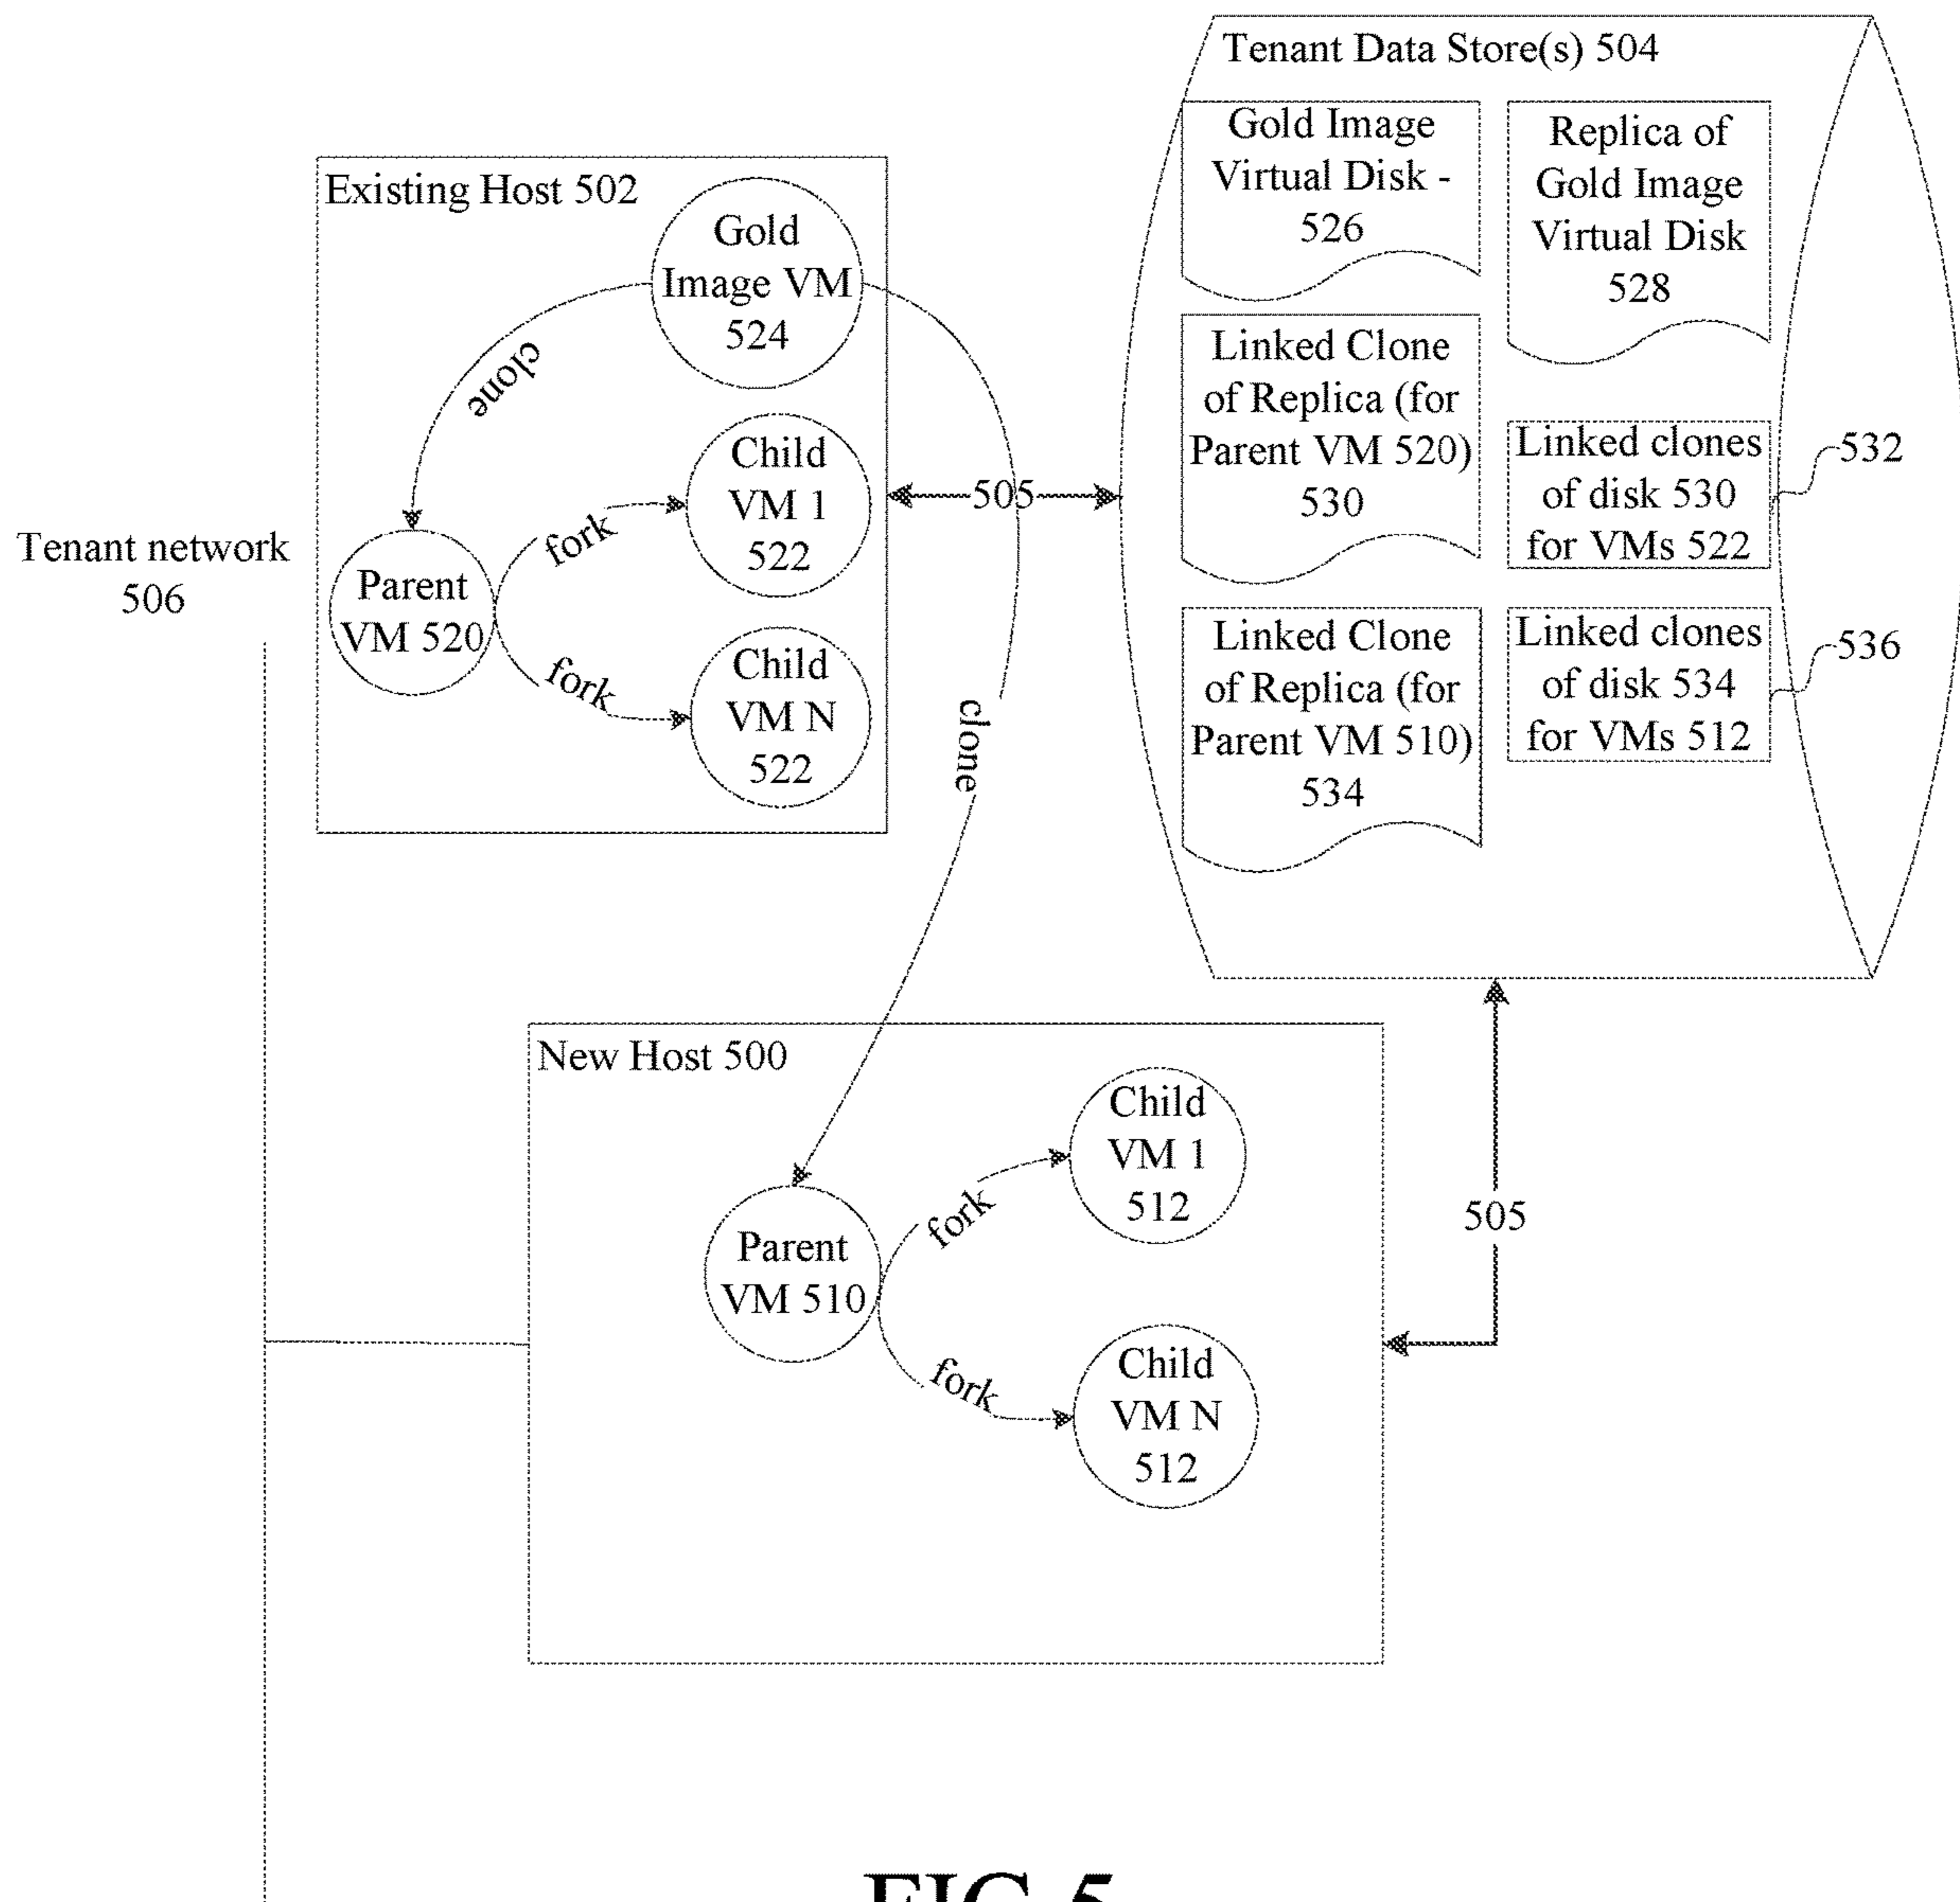 Tenant Data Store(s) 504
Gold Image
Virtual Disk -
526
Replica of
Gold Image
Virtual Disk
528
Linked Clone
of Replica (for
Parent VM 520)
530
Linked clones
of disk 530
for VMs 522
532
Linked Clone
of Replica (for
Parent VM 510)
534
Linked clones
of disk 534
for VMs 512
536
Existing Host 502
Gold
Image VM
524
clone
Child
VM 1
522
fork
Parent
VM 520
fork
Child
VM N
522
505
Tenant network
506
clone
New Host 500
Child
VM 1
512
fork
Parent
VM 510
fork
Child
VM N
512
505
FIG 5